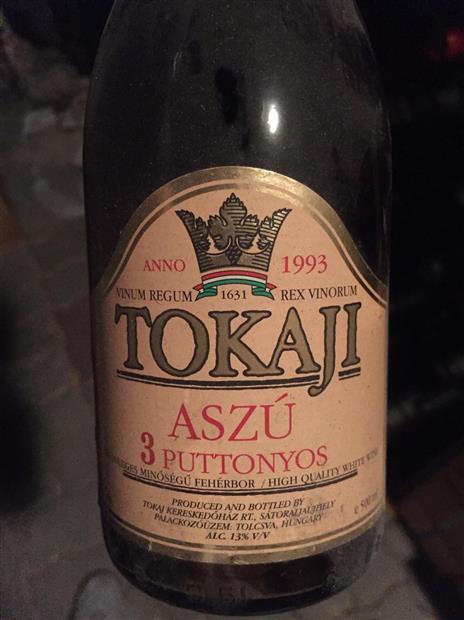 ANNO 1993
VINUM REGUM 1631 REX VINORUM
TOKAJI
ASZÚ
3 PUTTONYOS
MINŐSÉGŰ FEHÉRBOR / HIGH QUALITY WHITE WINE
PRODUCED AND BOTTLED BY
TOKAJ KERESKEDŐHÁZ RT., SÁTORALJAÚJHELY
PALACKOZÓÜZEM: TOLCSVA, HUNGARY
ALC. 13% V/V
e 500